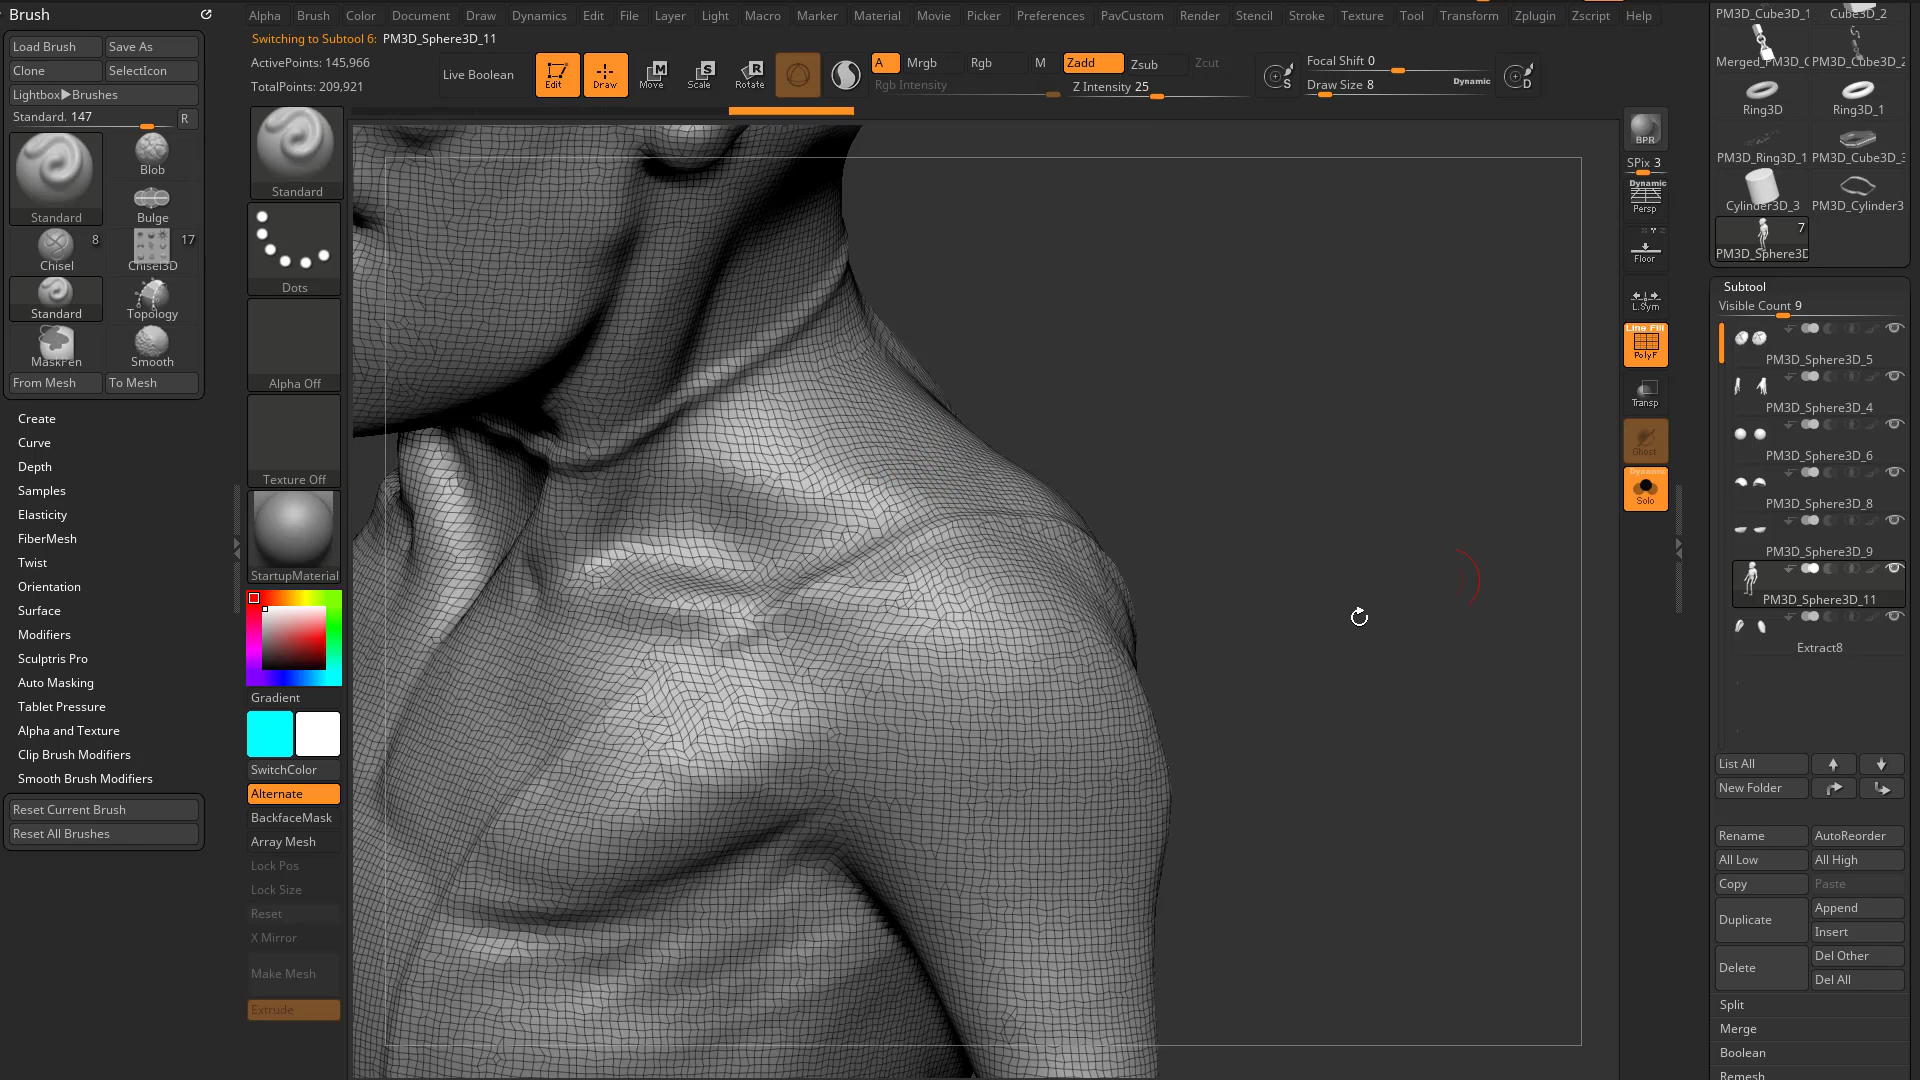 Brush
Alpha Brush Color Document Draw Dynamics Edit File Layer Light Macro Marker Material Movie Picker Preferences PavCustom Render Stencil Stroke Texture Tool Transform Zplugin Zscript Help
Switching to Subtool 6: PM3D_Sphere3D_11
ActivePoints: 145,966
TotalPoints: 209,921
Live Boolean
Edit
Draw
Move
Scale
Rotate
A
Mrgb
Rgb
M
Zadd
Zsub
Zcut
Rgb Intensity
Z Intensity 25
S
Focal Shift 0
Draw Size 8
Dynamic
D
Load Brush
Save As
Clone
SelectIcon
Lightbox▶Brushes
Standard. 147
R
Standard
Blob
Bulge
Chisel
8
Chisel3D
17
Standard
Topology
MaskPen
Smooth
From Mesh
To Mesh
Create
Curve
Depth
Samples
Elasticity
FiberMesh
Twist
Orientation
Surface
Modifiers
Sculptris Pro
Auto Masking
Tablet Pressure
Alpha and Texture
Clip Brush Modifiers
Smooth Brush Modifiers
Reset Current Brush
Reset All Brushes
Standard
Dots
Alpha Off
Texture Off
StartupMaterial
Gradient
SwitchColor
Alternate
BackfaceMask
Array Mesh
Lock Pos
Lock Size
Reset
X Mirror
Make Mesh
Extrude
BPR
SPix 3
Dynamic
Persp
Floor
L.Sym
Line Fill
PolyF
Transp
Ghost
Dynamic
Solo
PM3D_Cube3D_1
Cube3D_2
Merged_PM3D_C
PM3D_Cube3D_2
Ring3D
Ring3D_1
PM3D_Ring3D_1
PM3D_Cube3D_3
Cylinder3D_3
PM3D_Cylinder3
7
PM3D_Sphere3D
Subtool
Visible Count 9
PM3D_Sphere3D_5
PM3D_Sphere3D_4
PM3D_Sphere3D_6
PM3D_Sphere3D_8
PM3D_Sphere3D_9
PM3D_Sphere3D_11
Extract8
List All
New Folder
Rename
AutoReorder
All Low
All High
Copy
Paste
Duplicate
Append
Insert
Delete
Del Other
Del All
Split
Merge
Boolean
Remesh